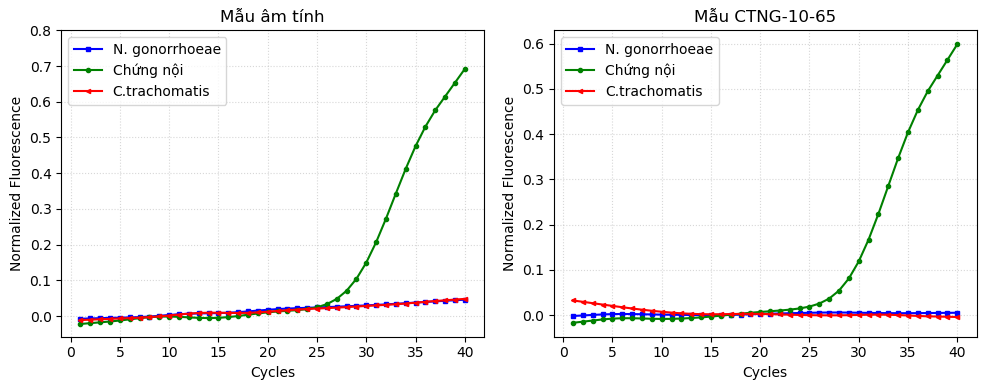 Mẫu âm tính
N. gonorrhoeae
Chứng nội
C.trachomatis
Normalized Fluorescence
0.8
0.7
0.6
0.5
0.4
0.3
0.2
0.1
0.0
0 5 10 15 20 25 30 35 40
Cycles
Mẫu CTNG-10-65
N. gonorrhoeae
Chứng nội
C.trachomatis
Normalized Fluorescence
0.6
0.5
0.4
0.3
0.2
0.1
0.0
0 5 10 15 20 25 30 35 40
Cycles